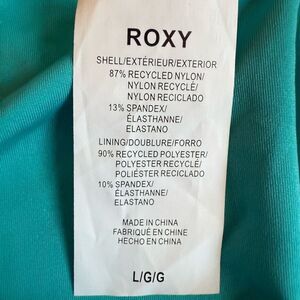 ROXY
SHELL/EXTÉRIEUR/EXTERIOR
87% RECYCLED NYLON/
NYLON RECYCLÉ/
NYLON RECICLADO
13% SPANDEX/
ÉLASTHANNE/
ELASTANO
LINING/DOUBLURE/FORRO
90% RECYCLED POLYESTER/
POLYESTER RECYCLÉ/
POLIÉSTER RECICLADO
10% SPANDEX/
ÉLASTHANNE/
ELASTANO
MADE IN CHINA
FABRIQUÉ EN CHINE
HECHO EN CHINA
L/G/G